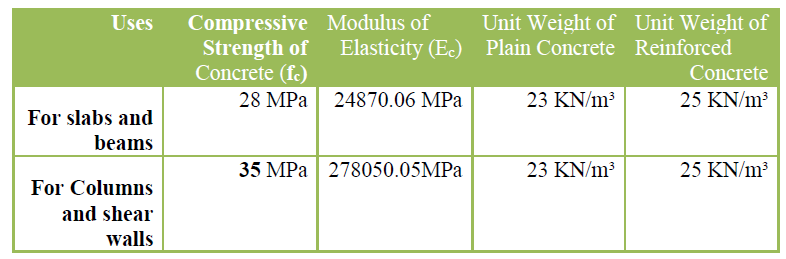 Uses Compressive Modulus of Unit Weight of Unit Weight of
Strength of Elasticity (Ec) Plain Concrete Reinforced
Concrete (fc) Concrete
28 MPa 24870.06 MPa 23 KN/m³ 25 KN/m³
For slabs and
beams
35 MPa 278050.05MPa 23 KN/m³ 25 KN/m³
For Columns
and shear
walls